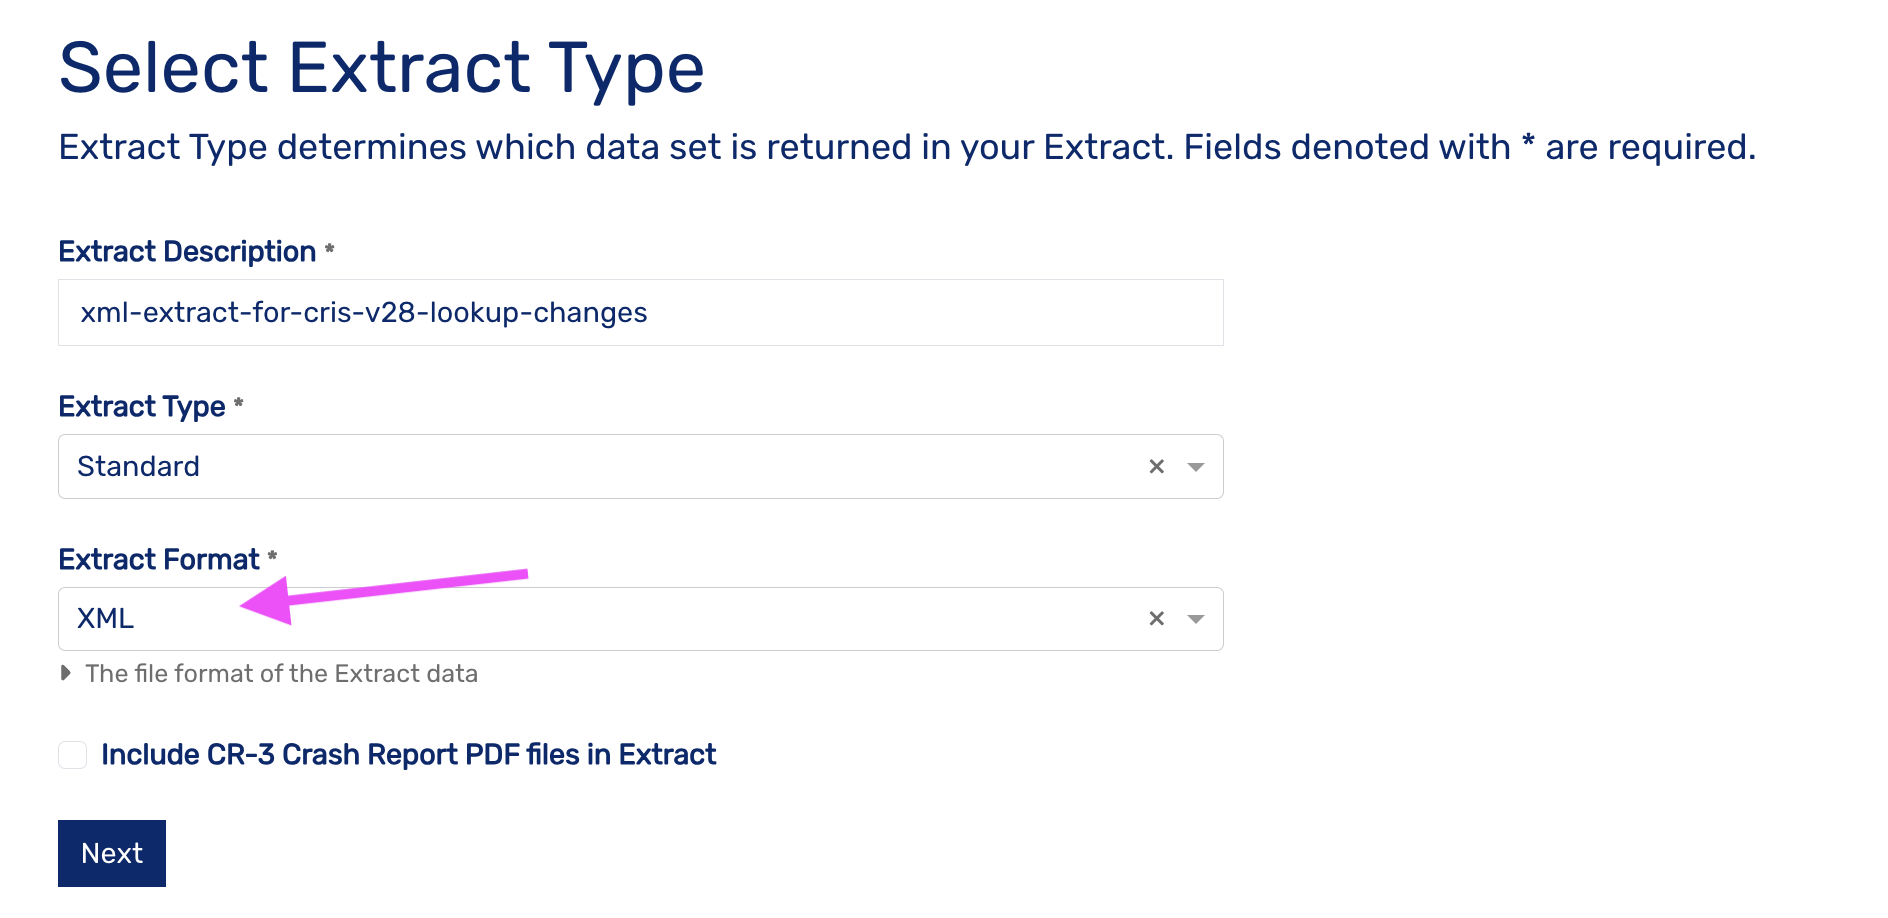 Select Extract Type
Extract Type determines which data set is returned in your Extract. Fields denoted with * are required.
Extract Description *
xml-extract-for-cris-v28-lookup-changes
Extract Type *
Standard
Extract Format *
XML
The file format of the Extract data
Include CR-3 Crash Report PDF files in Extract
Next